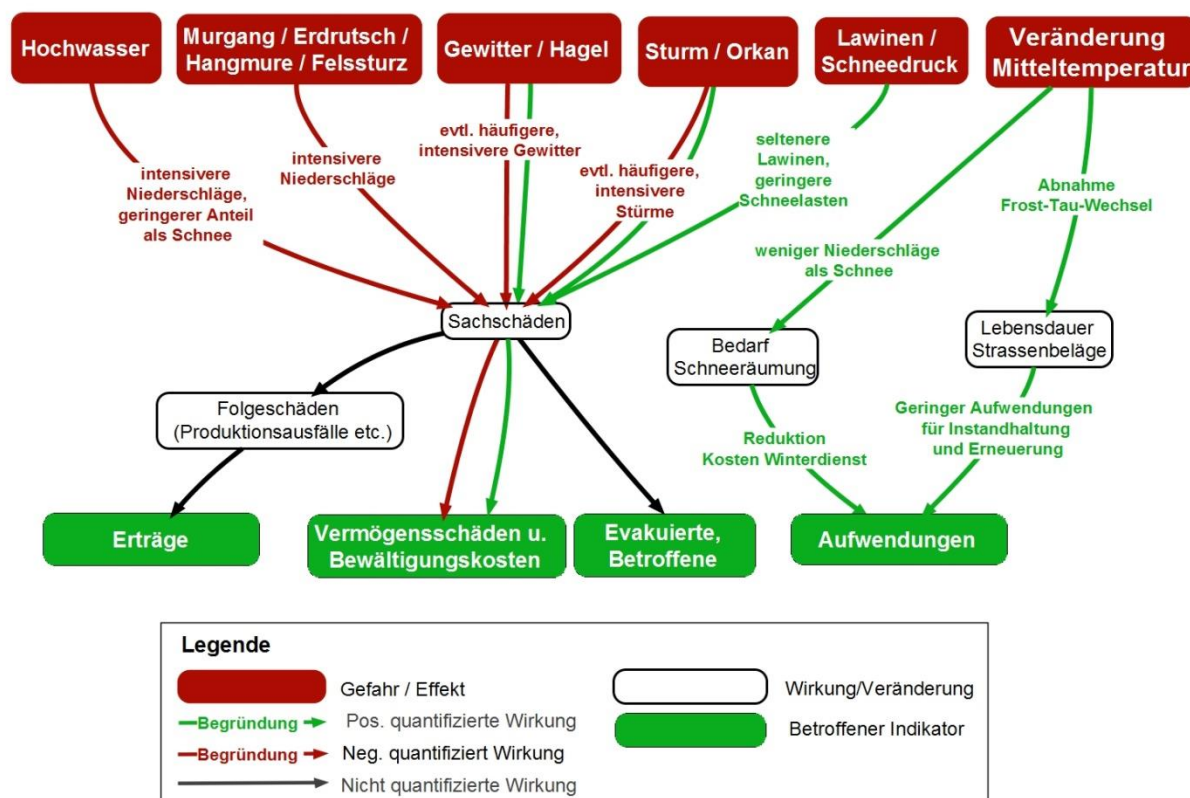 Hochwasser
Murgang / Erdrutsch /
Hangmure / Felssturz
Gewitter / Hagel
Sturm / Orkan
Lawinen /
Schneedruck
Veränderung
Mitteltemperatur
intensivere
Niederschläge,
geringerer Anteil
als Schnee
intensivere
Niederschläge
evtl. häufigere,
intensivere Gewitter
evtl. häufigere,
intensivere
Stürme
seltenere
Lawinen,
geringere
Schneelasten
weniger Niederschläge
als Schnee
Abnahme
Frost-Tau-Wechsel
Sachschäden
Bedarf
Schneeräumung
Lebensdauer
Strassenbeläge
Folgeschäden
(Produktionsausfälle etc.)
Reduktion
Kosten Winterdienst
Geringer Aufwendungen
für Instandhaltung
und Erneuerung
Erträge
Vermögensschäden u.
Bewältigungskosten
Evakuierte,
Betroffene
Aufwendungen
Legende
Gefahr / Effekt
Begründung Pos. quantifizierte Wirkung
Begründung Neg. quantifiziert Wirkung
Nicht quantifizierte Wirkung
Wirkung/Veränderung
Betroffener Indikator